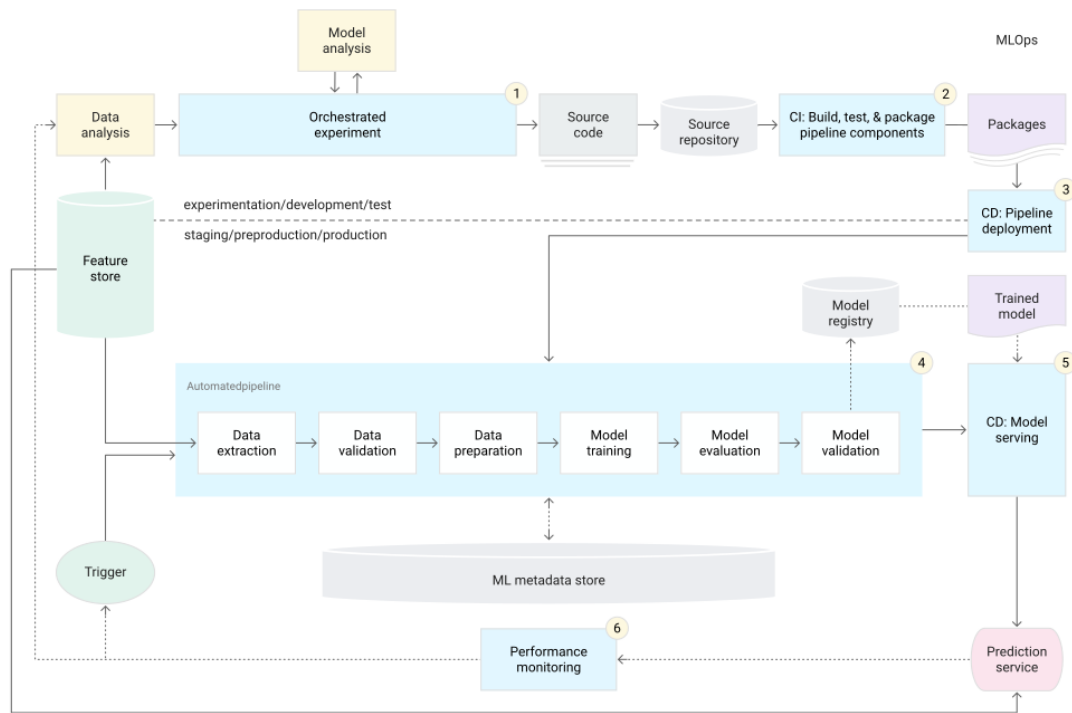 Model
analysis
MLOps
1
2
Data
analysis
Orchestrated
experiment
Source
code
Source
repository
CI: Build, test, & package
pipeline components
Packages
3
experimentation/development/test
staging/preproduction/production
CD: Pipeline
deployment
Feature
store
Model
registry
Trained
model
4
5
Automatedpipeline
Data
extraction
Data
validation
Data
preparation
Model
training
Model
evaluation
Model
validation
CD: Model
serving
Trigger
ML metadata store
6
Performance
monitoring
Prediction
service